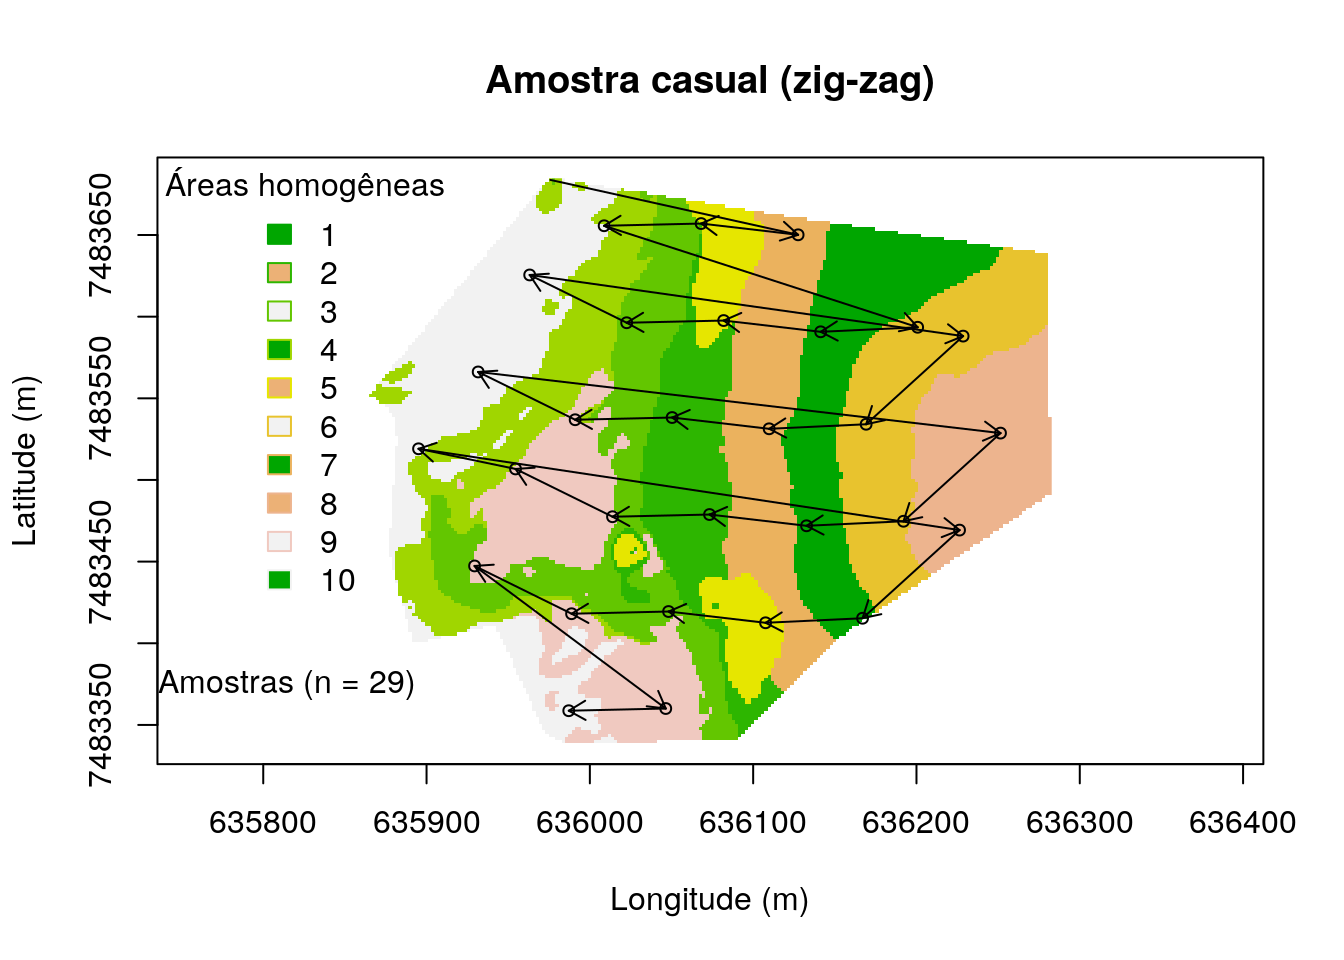 Amostra casual (zig-zag)
Áreas homogêneas
1
2
3
4
5
6
7
8
9
10
Amostras (n = 29)
Latitude (m)
7483650
7483550
7483450
7483350
635800 635900 636000 636100 636200 636300 636400
Longitude (m)